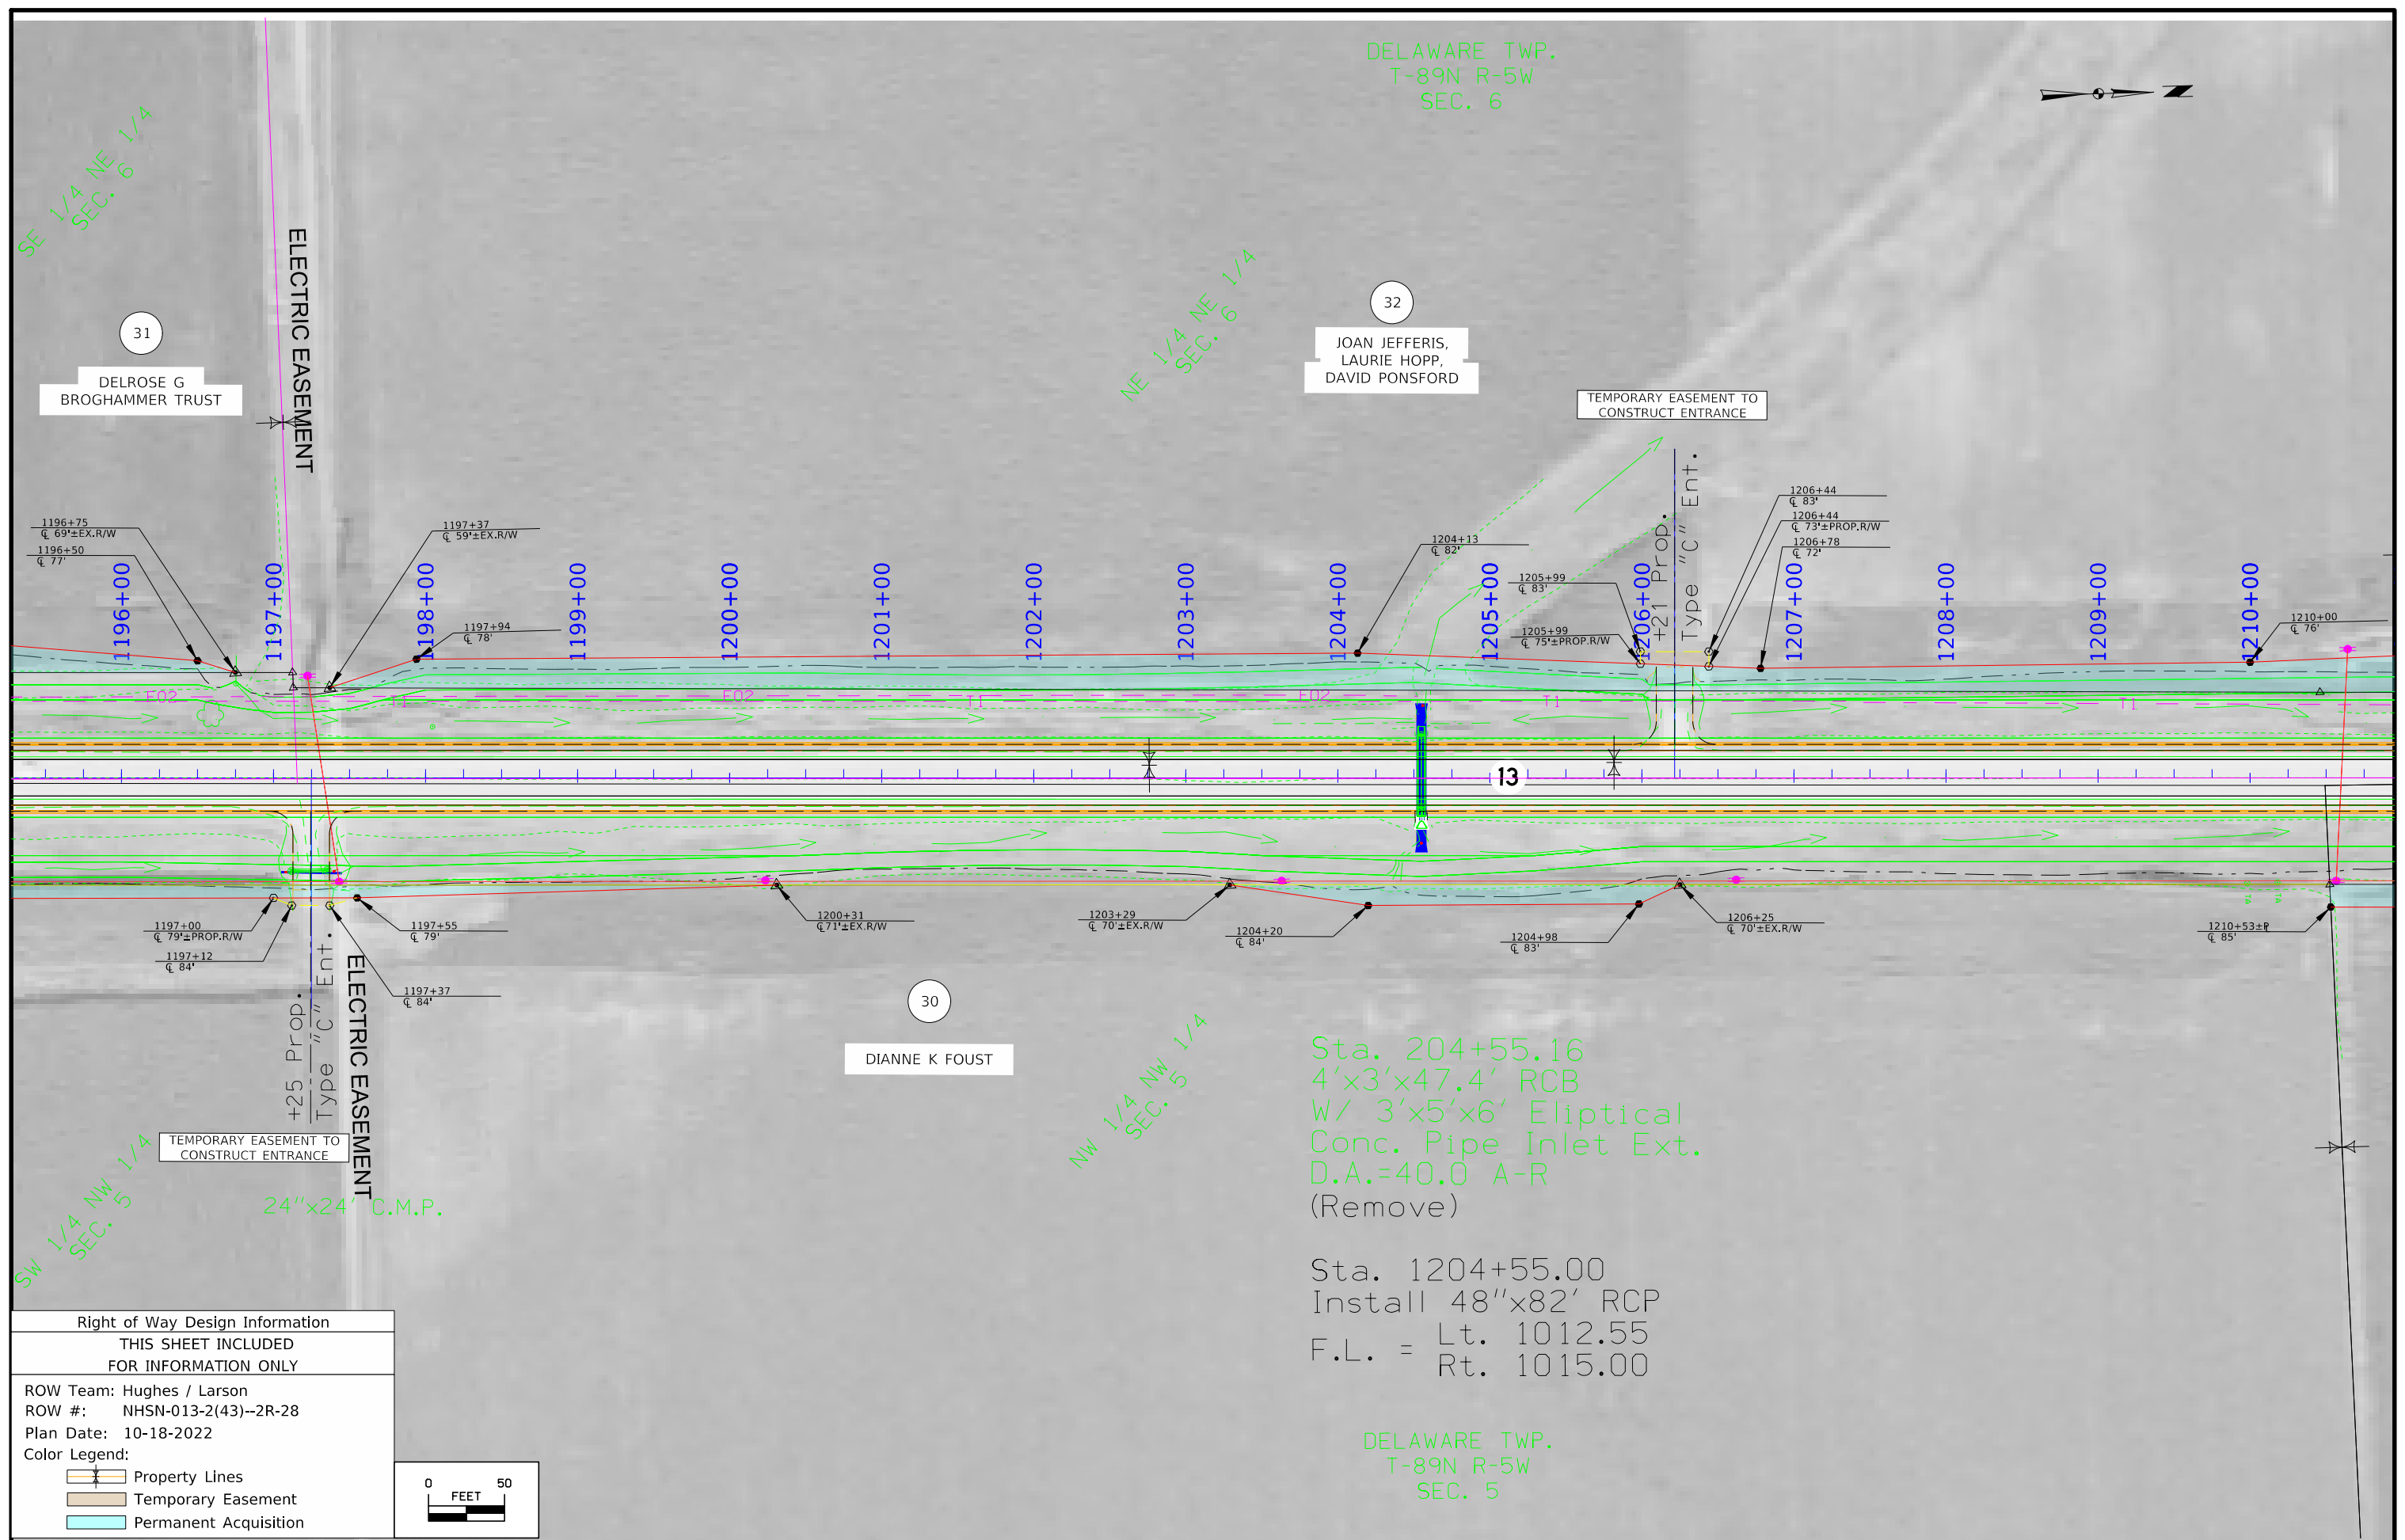 DELAWARE TWP.
T-89N R-5W
SEC. 6
SE 1/4 NE 1/4
SEC. 6
ELECTRIC EASEMENT
31
DELROSE G
BROGHAMMER TRUST
NE 1/4 NE 1/4
SEC. 6
32
JOAN JEFFERIS,
LAURIE HOPP,
DAVID PONSFORD
TEMPORARY EASEMENT TO
CONSTRUCT ENTRANCE
+21 Prop.
Type "C" Ent.
1196+75
℄ 69'±EX.R/W
1196+50
℄ 77'
1197+37
℄ 59'±EX.R/W
1197+94
℄ 78'
1204+13
℄ 82'
1205+99
℄ 83'
1205+99
℄ 75'±PROP.R/W
1206+44
℄ 83'
1206+44
℄ 73'±PROP.R/W
1206+78
℄ 72'
1210+00
℄ 76'
1196+00
1197+00
1198+00
1199+00
1200+00
1201+00
1202+00
1203+00
1204+00
1205+00
1206+00
1207+00
1208+00
1209+00
1210+00
FO2
T1
FO2
T1
FO2
T1
T1
13
1197+00
℄ 79'±PROP.R/W
1197+12
℄ 84'
1197+55
℄ 79'
1197+37
℄ 84'
1200+31
℄71'±EX.R/W
1203+29
℄ 70'±EX.R/W
1204+20
℄ 84'
1204+98
℄ 83'
1206+25
℄ 70'±EX.R/W
1210+53±℄
℄ 85'
+25 Prop.
Type "C" Ent.
ELECTRIC EASEMENT
TEMPORARY EASEMENT TO
CONSTRUCT ENTRANCE
24"x24' C.M.P.
SW 1/4 NW 1/4
SEC. 5
30
DIANNE K FOUST
NW 1/4 NW 1/4
SEC. 5
Sta. 204+55.16
4'x3'x47.4' RCB
W/ 3'x5'x6' Eliptical
Conc. Pipe Inlet Ext.
D.A.=40.0 A-R
(Remove)
Sta. 1204+55.00
Install 48"x82' RCP
F.L. = Lt. 1012.55
Rt. 1015.00
DELAWARE TWP.
T-89N R-5W
SEC. 5
Right of Way Design Information
THIS SHEET INCLUDED
FOR INFORMATION ONLY
ROW Team: Hughes / Larson
ROW #: NHSN-013-2(43)--2R-28
Plan Date: 10-18-2022
Color Legend:
Property Lines
Temporary Easement
Permanent Acquisition
0 50
FEET